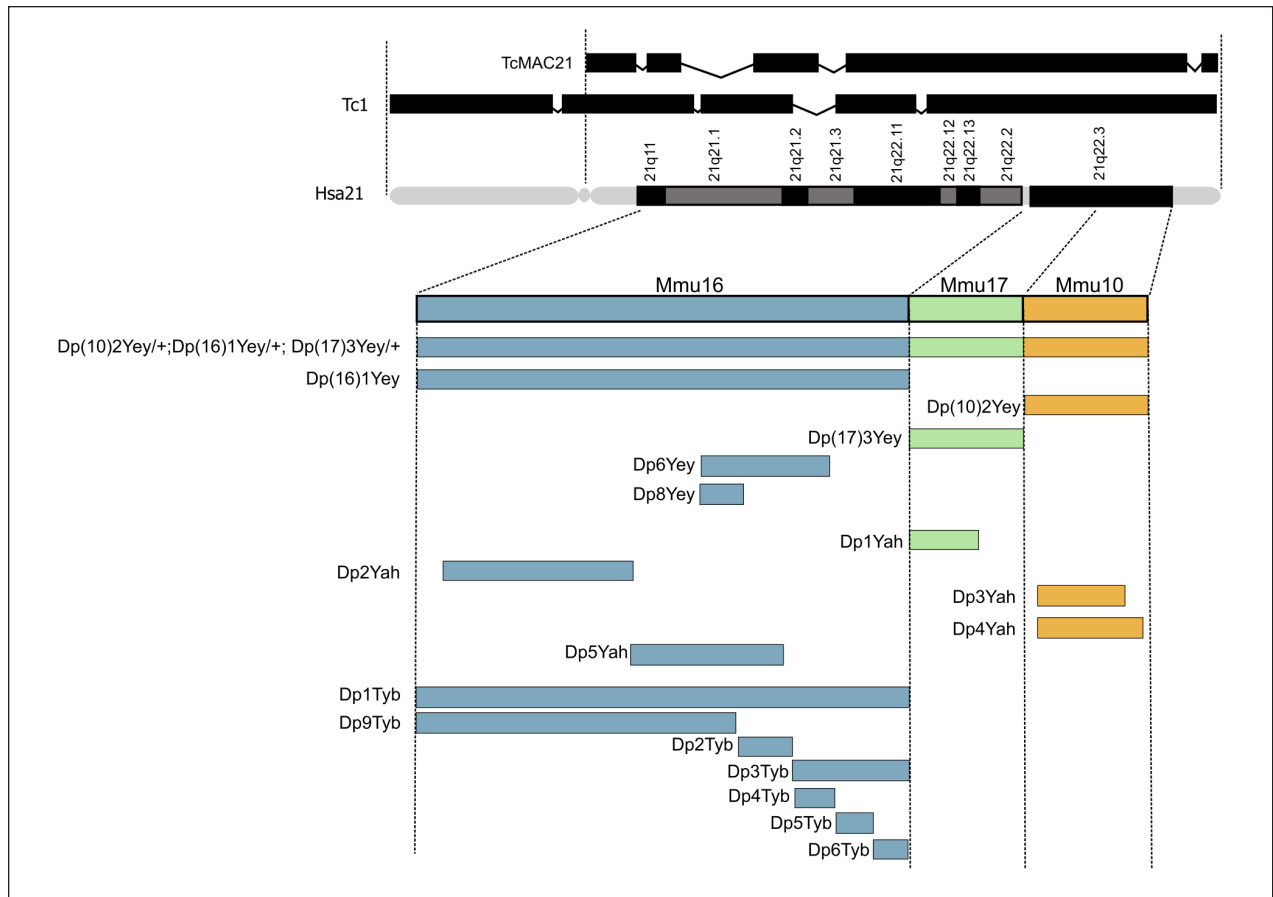 TcMAC21
Tc1
21q11
21q21.1
21q21.2
21q21.3
21q22.11
21q22.12
21q22.13
21q22.2
21q22.3
Hsa21
Mmu16
Mmu17
Mmu10
Dp(10)2Yey/+;Dp(16)1Yey/+; Dp(17)3Yey/+
Dp(16)1Yey
Dp(10)2Yey
Dp(17)3Yey
Dp6Yey
Dp8Yey
Dp1Yah
Dp2Yah
Dp3Yah
Dp4Yah
Dp5Yah
Dp1Tyb
Dp9Tyb
Dp2Tyb
Dp3Tyb
Dp4Tyb
Dp5Tyb
Dp6Tyb